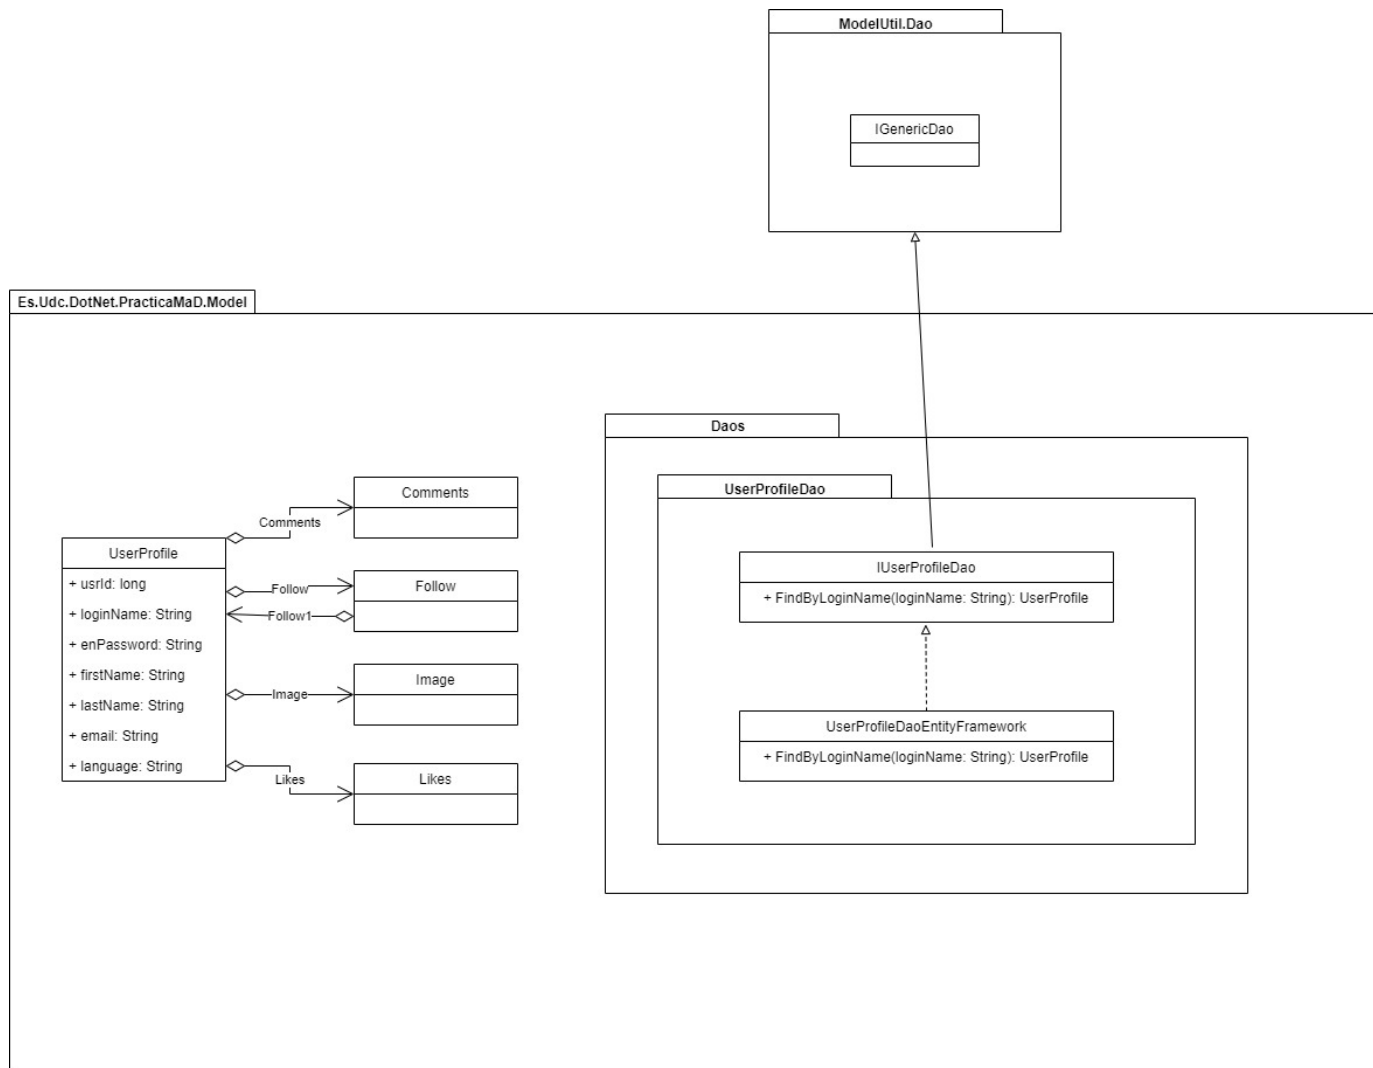 ModelUtil.Dao
IGenericDao
Es.Udc.DotNet.PracticaMaD.Model
UserProfile
+ usrId: long
+ loginName: String
+ enPassword: String
+ firstName: String
+ lastName: String
+ email: String
+ language: String
Comments
Follow
Follow1
Image
Likes
Comments
Follow
Image
Likes
Daos
UserProfileDao
IUserProfileDao
+ FindByLoginName(loginName: String): UserProfile
UserProfileDaoEntityFramework
+ FindByLoginName(loginName: String): UserProfile